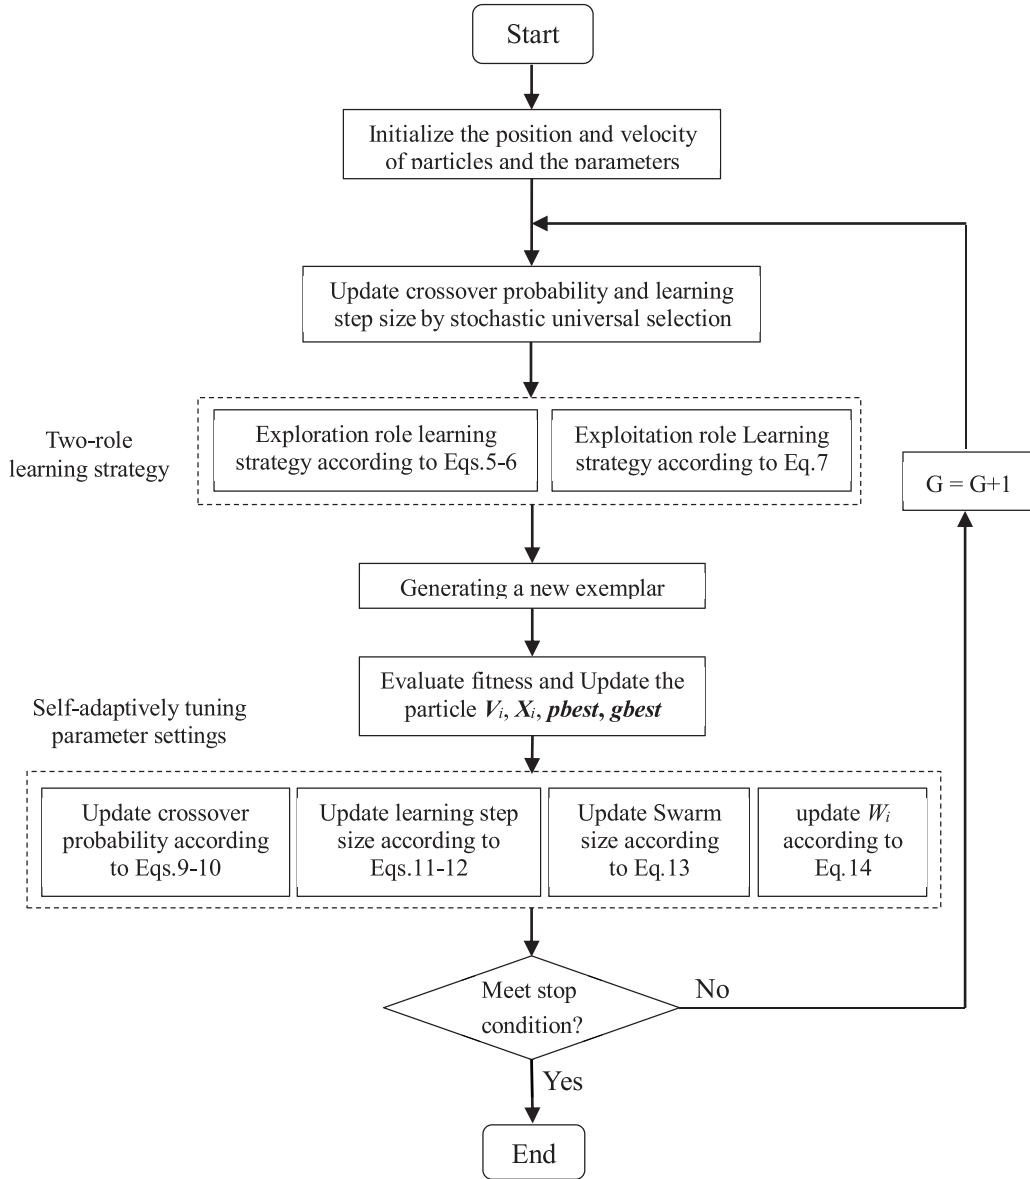 Start
Initialize the position and velocity
of particles and the parameters
Update crossover probability and learning
step size by stochastic universal selection
Two-role
learning strategy
Exploration role learning
strategy according to Eqs.5-6
Exploitation role Learning
strategy according to Eq.7
G = G+1
Generating a new exemplar
Evaluate fitness and Update the
particle Vi, Xi, pbest, gbest
Self-adaptively tuning
parameter settings
Update crossover
probability according
to Eqs.9-10
Update learning step
size according to
Eqs.11-12
Update Swarm
size according
to Eq.13
update Wi
according to
Eq.14
Meet stop
condition?
No
Yes
End